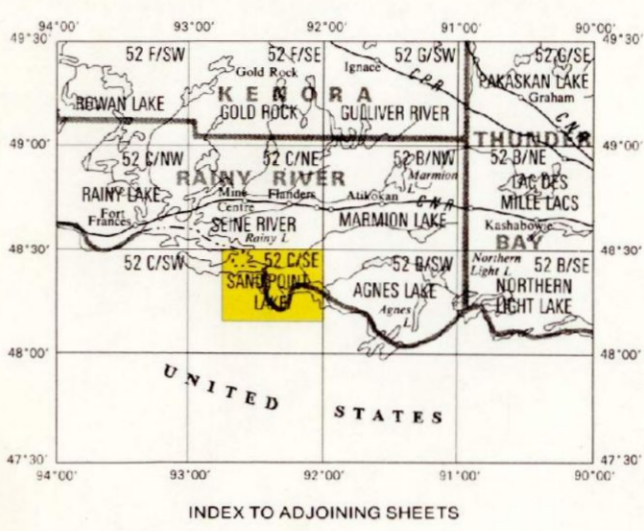 94°00' 93°00' 92°00' 91°00' 90°00'
49°30' 49°30'
52 F/SW 52 F/SE 52 G/SW 52 G/SE
Gold Rock Ignace C.P.R. PAKASKAN LAKE
Graham
KENORA
ROWAN LAKE GOLD ROCK GULLIVER RIVER C.N.R.
49°00' THUNDER 49°00'
52 C/NW 52 C/NE 52 B/NW 52 B/NE
RAINY RIVER Marmion L. LAC DES
RAINY LAKE Mine Centre Flanders Atikokan C.N.R. MILLE LACS
Fort Frances SEINE RIVER MARMION LAKE Kashabowie
Rainy L. BAY
48°30' 48°30'
52 C/SW 52 C/SE 52 B/SW Northern Light L. 52 B/SE
SAND POINT LAKE AGNES LAKE NORTHERN LIGHT LAKE
Agnes L.
48°00' 48°00'
UNITED STATES
47°30' 47°30'
94°00' 93°00' 92°00' 91°00' 90°00'
INDEX TO ADJOINING SHEETS